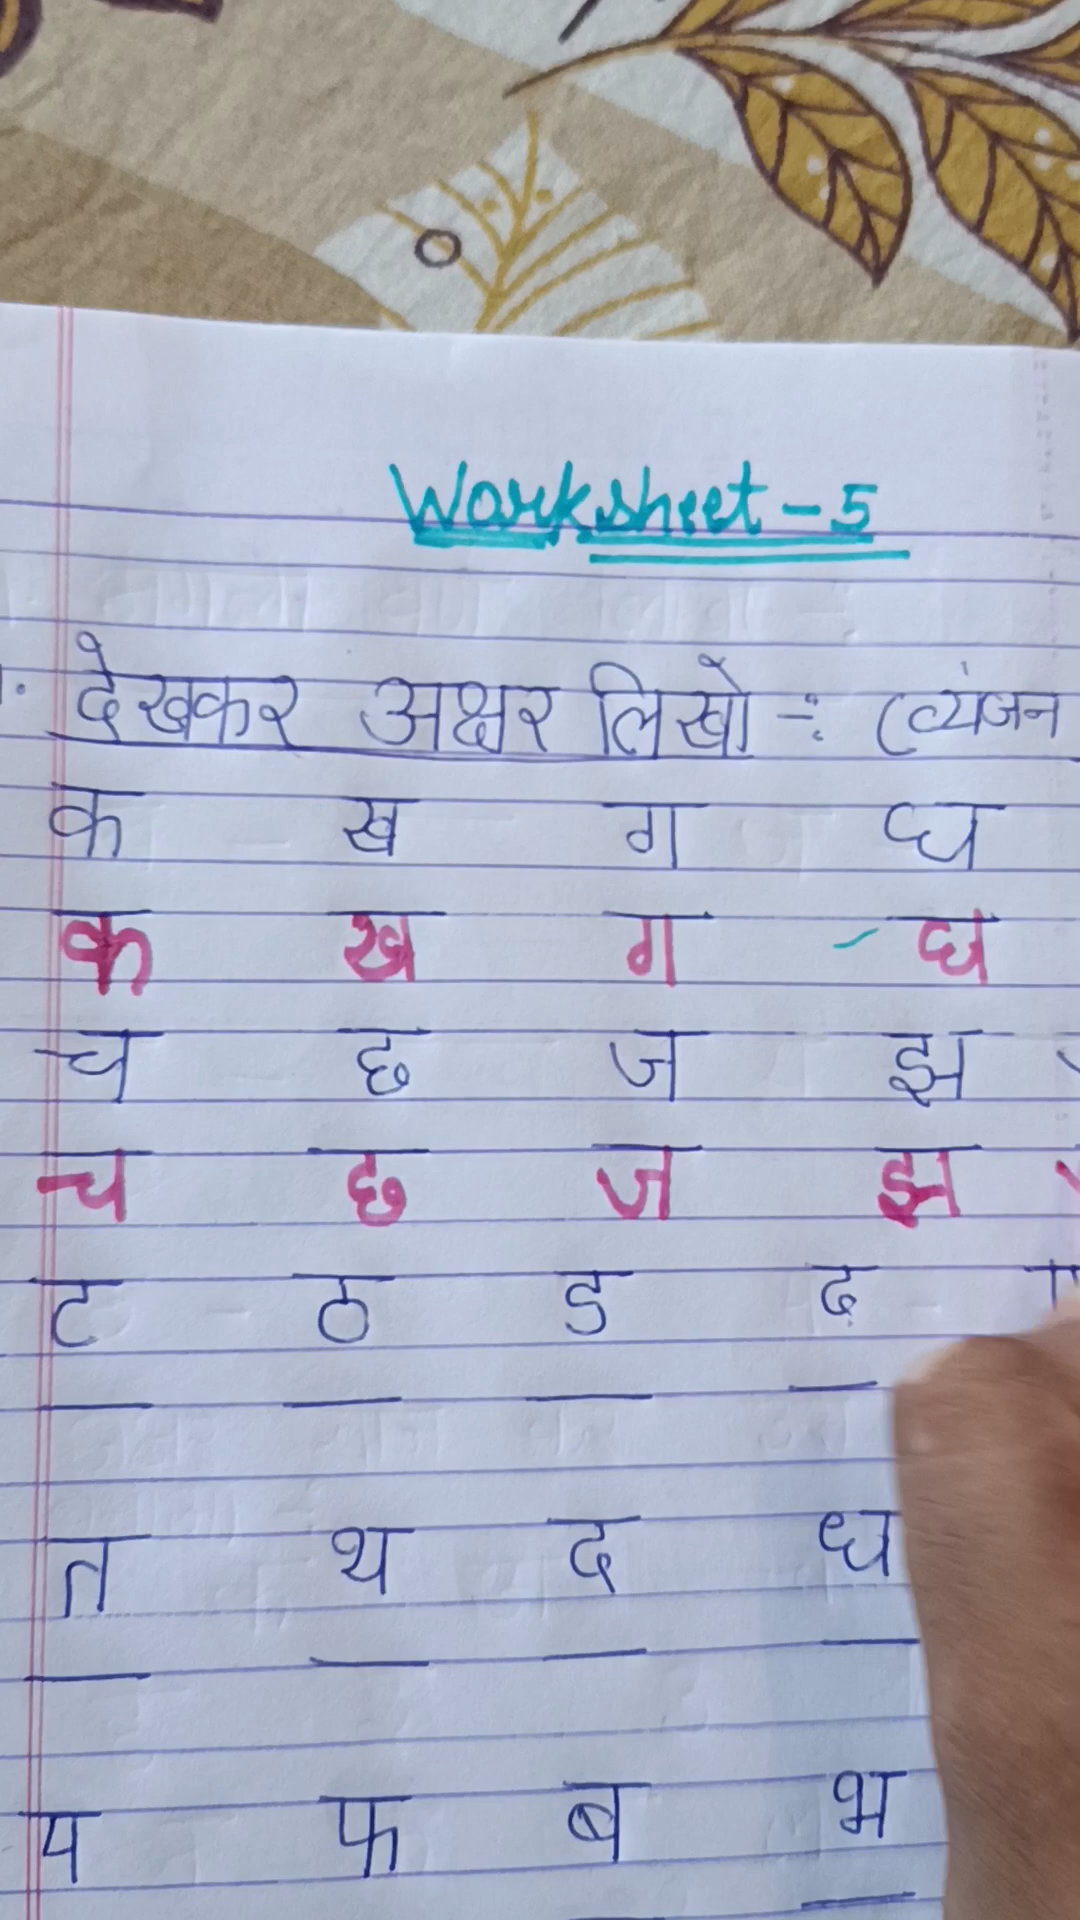 Worksheet - 5
देखकर अक्षर लिखो -: (व्यंजन
क ख ग घ
क ख ग घ
च छ ज झ
च छ ज झ
ट ठ ड ढ
त थ द ध
प फ ब भ